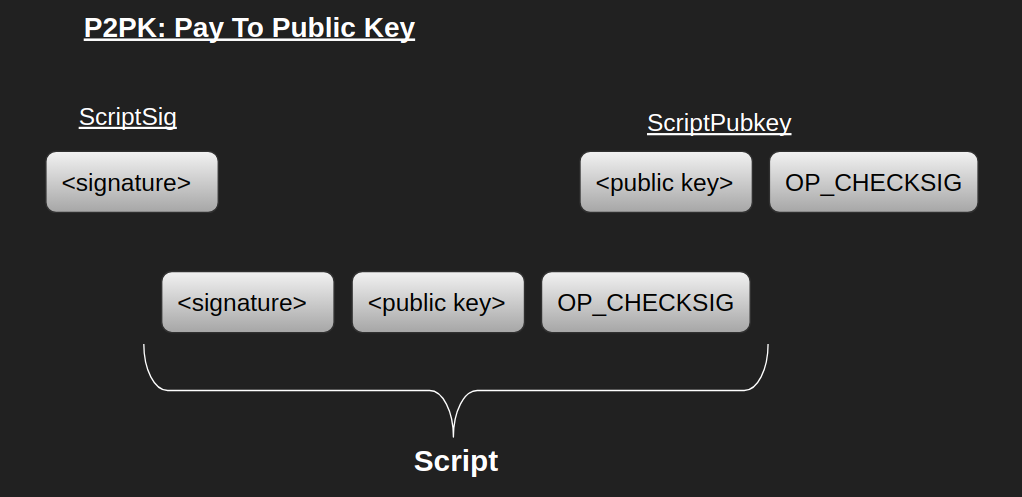 P2PK: Pay To Public Key
ScriptSig
ScriptPubkey
<signature>
<public key>
OP_CHECKSIG
<signature>
<public key>
OP_CHECKSIG
Script